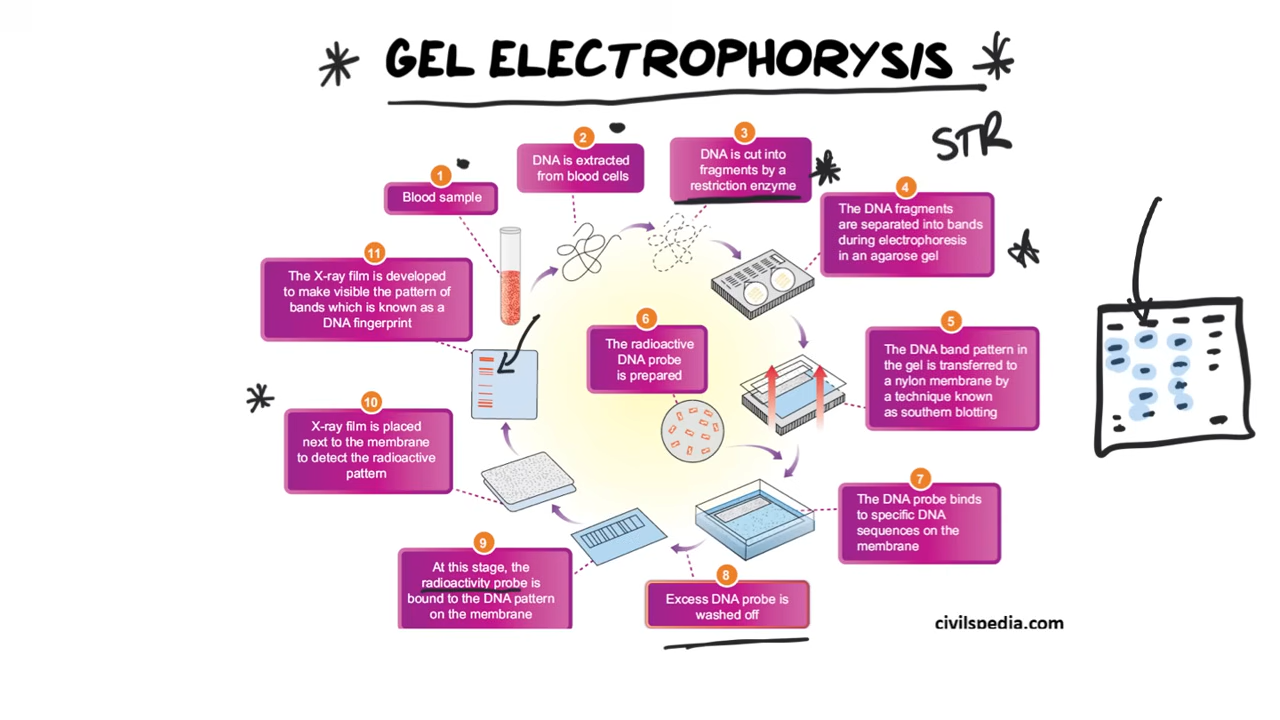 GEL ELECTROPHORYSIS
STR
1
Blood sample
2
DNA is extracted
from blood cells
3
DNA is cut into
fragments by a
restriction enzyme
4
The DNA fragments
are separated into bands
during electrophoresis
in an agarose gel
5
The DNA band pattern in
the gel is transferred to
a nylon membrane by
a technique known
as southern blotting
6
The radioactive
DNA probe
is prepared
7
The DNA probe binds
to specific DNA
sequences on the
membrane
8
Excess DNA probe is
washed off
9
At this stage, the
radioactivity probe is
bound to the DNA pattern
on the membrane
10
X-ray film is placed
next to the membrane
to detect the radioactive
pattern
11
The X-ray film is developed
to make visible the pattern of
bands which is known as a
DNA fingerprint
civilspedia.com